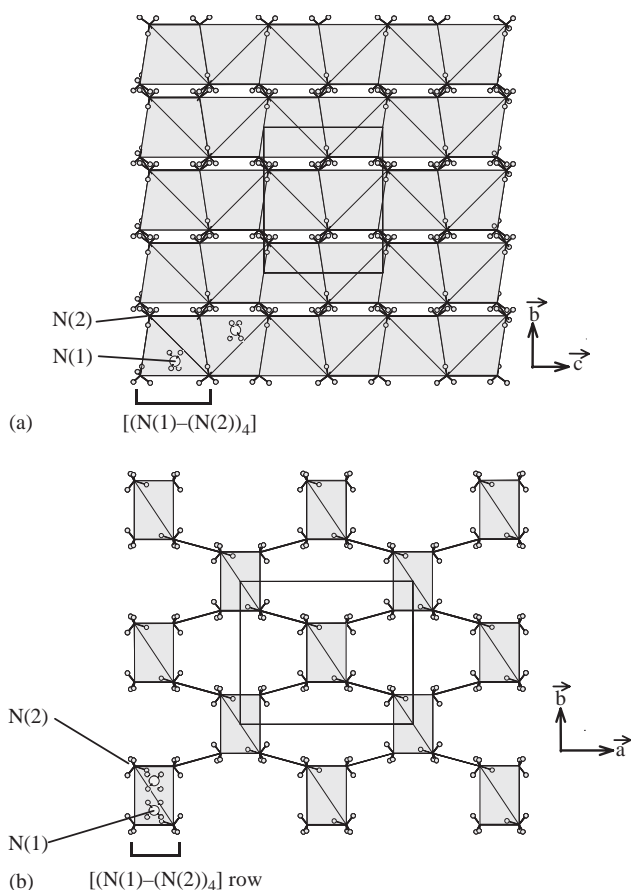 N(2)
N(1)
b
c
(a) [(N(1)–(N(2))₄]
N(2)
N(1)
b
a
(b) [(N(1)–(N(2))₄] row